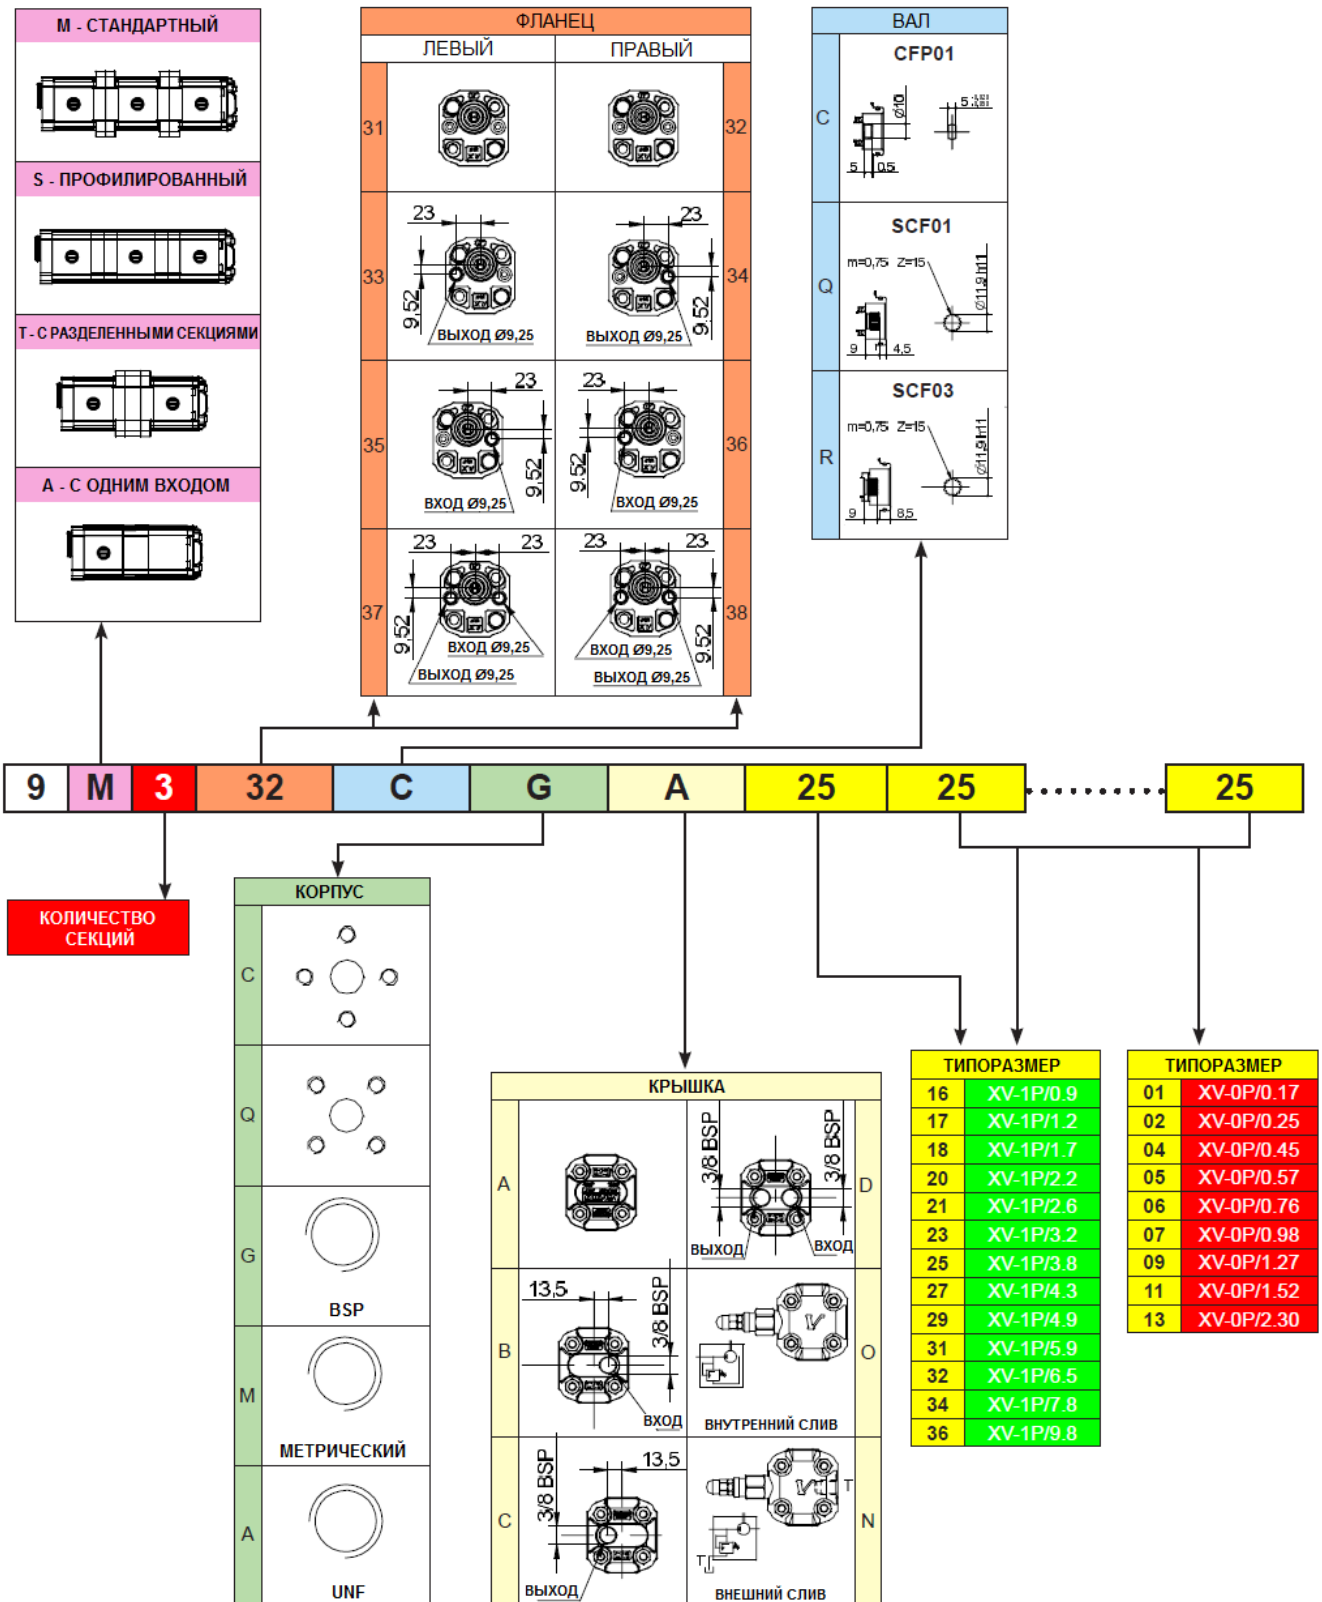 М - СТАНДАРТНЫЙ
S - ПРОФИЛИРОВАННЫЙ
Т - С РАЗДЕЛЕННЫМИ СЕКЦИЯМИ
А - С ОДНИМ ВХОДОМ
ФЛАНЕЦ
ЛЕВЫЙ ПРАВЫЙ
31 32
23 23
33 34
9,52 9.52
ВЫХОД Ø9,25 ВЫХОД Ø9,25
23 23
35 36
9.52 9.52
ВХОД Ø9,25 ВХОД Ø9,25
23 23 23 23
37 38
9,52 9.52
ВХОД Ø9,25 ВХОД Ø9,25
ВЫХОД Ø9,25 ВЫХОД Ø9,25
ВАЛ
CFP01
C
Ø10
5
5 0.5
SCF01
m=0,75 Z=15
Q
Ø11,9 h11
9 4,5
SCF03
m=0,75 Z=15
R
Ø11,9 h11
9 8,5
9 M 3 32 C G A 25 25 25
КОЛИЧЕСТВО
СЕКЦИЙ
КОРПУС
C
Q
G
BSP
M
МЕТРИЧЕСКИЙ
A
UNF
КРЫШКА
A
3/8 BSP 3/8 BSP
D
ВЫХОД ВХОД
13,5
3/8 BSP
B
ВХОД
O
ВНУТРЕННИЙ СЛИВ
3/8 BSP
13,5
C
ВЫХОД
T
N
T
ВНЕШНИЙ СЛИВ
ТИПОРАЗМЕР
16 XV-1P/0.9
17 XV-1P/1.2
18 XV-1P/1.7
20 XV-1P/2.2
21 XV-1P/2.6
23 XV-1P/3.2
25 XV-1P/3.8
27 XV-1P/4.3
29 XV-1P/4.9
31 XV-1P/5.9
32 XV-1P/6.5
34 XV-1P/7.8
36 XV-1P/9.8
ТИПОРАЗМЕР
01 XV-0P/0.17
02 XV-0P/0.25
04 XV-0P/0.45
05 XV-0P/0.57
06 XV-0P/0.76
07 XV-0P/0.98
09 XV-0P/1.27
11 XV-0P/1.52
13 XV-0P/2.30